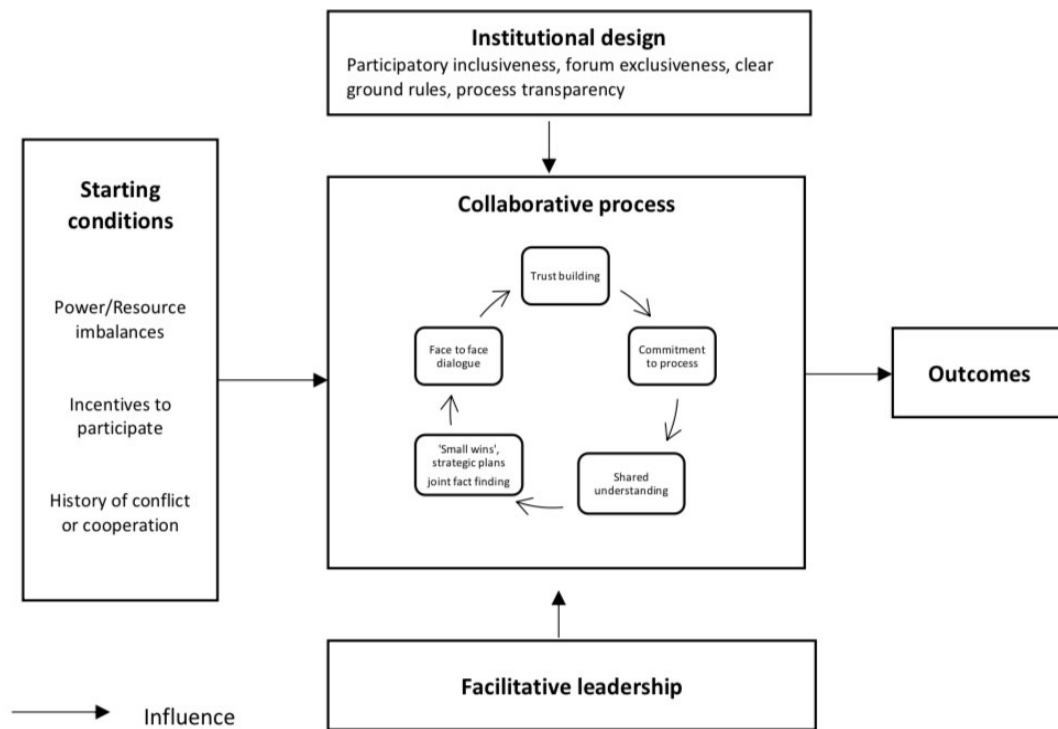 Institutional design
Participatory inclusiveness, forum exclusiveness, clear
ground rules, process transparency
Starting
conditions
Power/Resource
imbalances
Incentives to
participate
History of conflict
or cooperation
Collaborative process
Trust building
Face to face
dialogue
Commitment
to process
'Small wins',
strategic plans
joint fact finding
Shared
understanding
Outcomes
Facilitative leadership
Influence